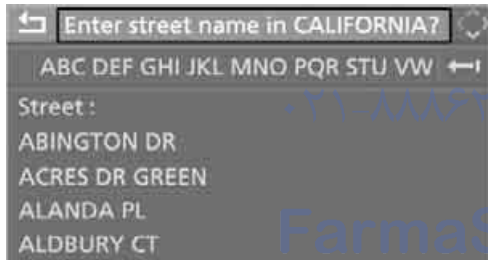 Enter street name in CALIFORNIA?
ABC DEF GHI JKL MNO PQR STU VW
Street :
ABINGTON DR
ACRES DR GREEN
ALANDA PL
ALDBURY CT